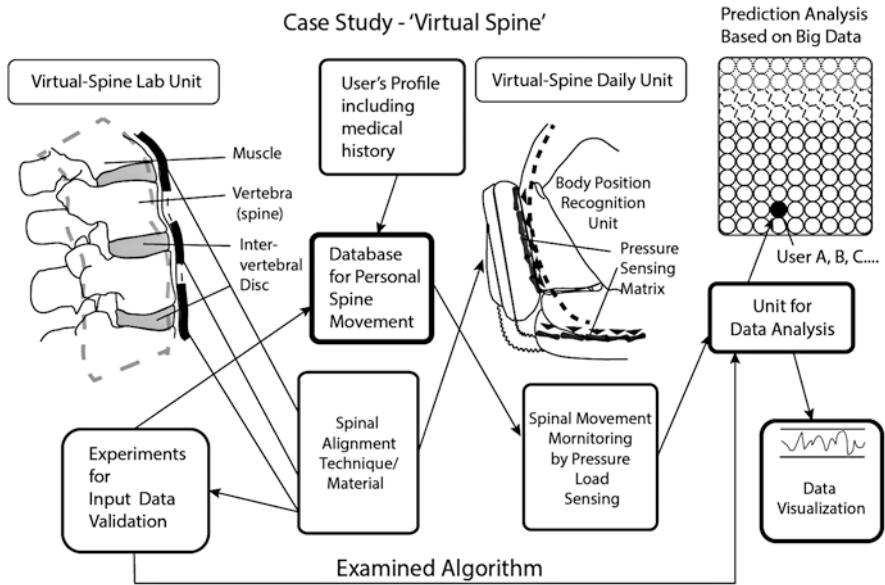 Case Study - 'Virtual Spine'
Prediction Analysis
Based on Big Data
Virtual-Spine Lab Unit
User's Profile
including
medical
history
Virtual-Spine Daily Unit
Muscle
Vertebra
(spine)
Inter-
vertebral
Disc
Database
for Personal
Spine
Movement
Body Position
Recognition
Unit
Pressure
Sensing
Matrix
User A, B, C....
Unit for
Data Analysis
Experiments
for
Input Data
Validation
Spinal
Alignment
Technique/
Material
Spinal Movement
Mornitoring
by Pressure
Load
Sensing
Data
Visualization
Examined Algorithm